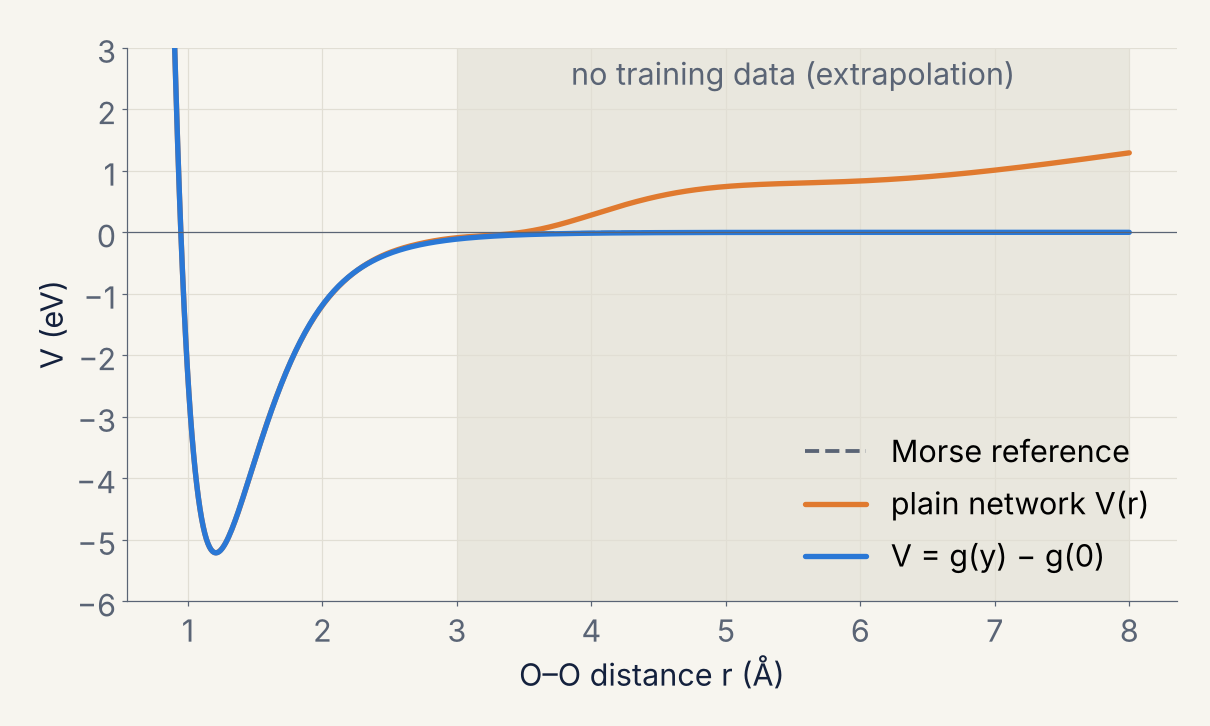 no training data (extrapolation)
3
2
1
0
−1
−2
−3
−4
−5
−6
V (eV)
Morse reference
plain network V(r)
V = g(y) − g(0)
1 2 3 4 5 6 7 8
O–O distance r (Å)